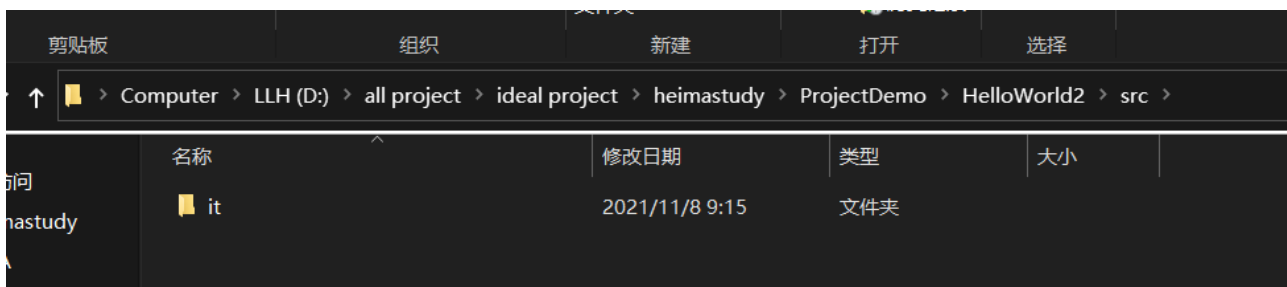 剪贴板 组织 新建 打开 选择
Computer > LLH (D:) > all project > ideal project > heimastudy > ProjectDemo > HelloWorld2 > src >
名称 修改日期 类型 大小
it 2021/11/8 9:15 文件夹